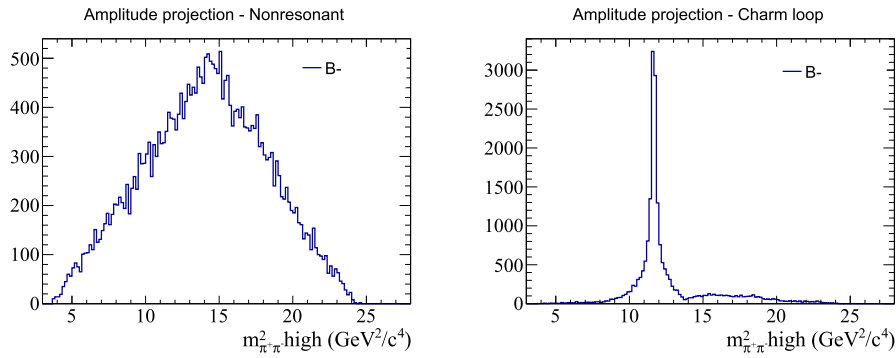 Amplitude projection - Nonresonant
500
400
300
200
100
0
B-
5 10 15 20 25
m²π⁺π⁻high (GeV²/c⁴)
Amplitude projection - Charm loop
3000
2500
2000
1500
1000
500
0
B-
5 10 15 20 25
m²π⁺π⁻high (GeV²/c⁴)